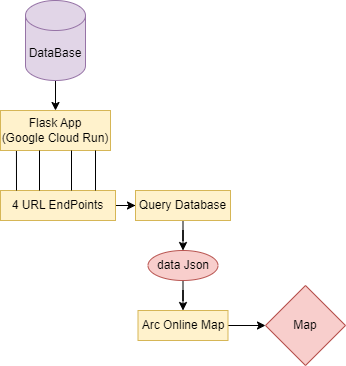 DataBase
Flask App
(Google Cloud Run)
4 URL EndPoints
Query Database
data Json
Arc Online Map
Map